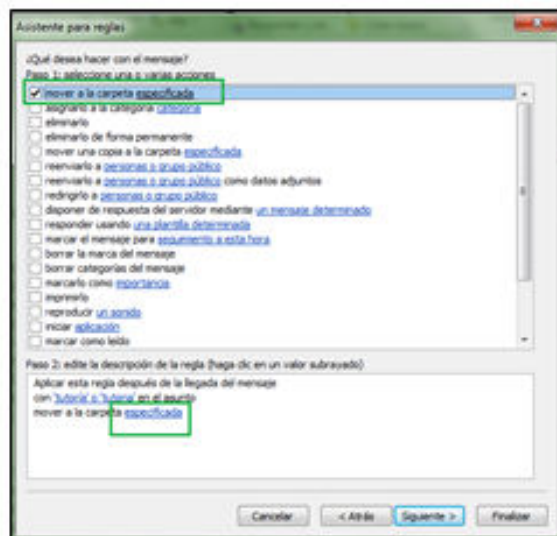 Asistente para reglas
¿Qué desea hacer con el mensaje?
Paso 1: seleccione una o varias acciones
mover a la carpeta especificada
asignarlo a la categoría categoría
eliminarlo
eliminarlo de forma permanente
mover una copia a la carpeta especificada
reenviarlo a personas o grupo público
reenviarlo a personas o grupo público como datos adjuntos
redirigirlo a personas o grupo público
disponer de respuesta del servidor mediante un mensaje determinado
responder usando una plantilla determinada
marcar el mensaje para seguimiento a esta hora
borrar la marca del mensaje
borrar categorías del mensaje
marcarlo como importancia
imprimirlo
reproducir un sonido
iniciar aplicación
marcar como leído
Paso 2: edite la descripción de la regla (haga clic en un valor subrayado)
Aplicar esta regla después de la llegada del mensaje
con 'tutoría' o 'tutoria' en el asunto
mover a la carpeta especificada
Cancelar
< Atrás
Siguiente >
Finalizar